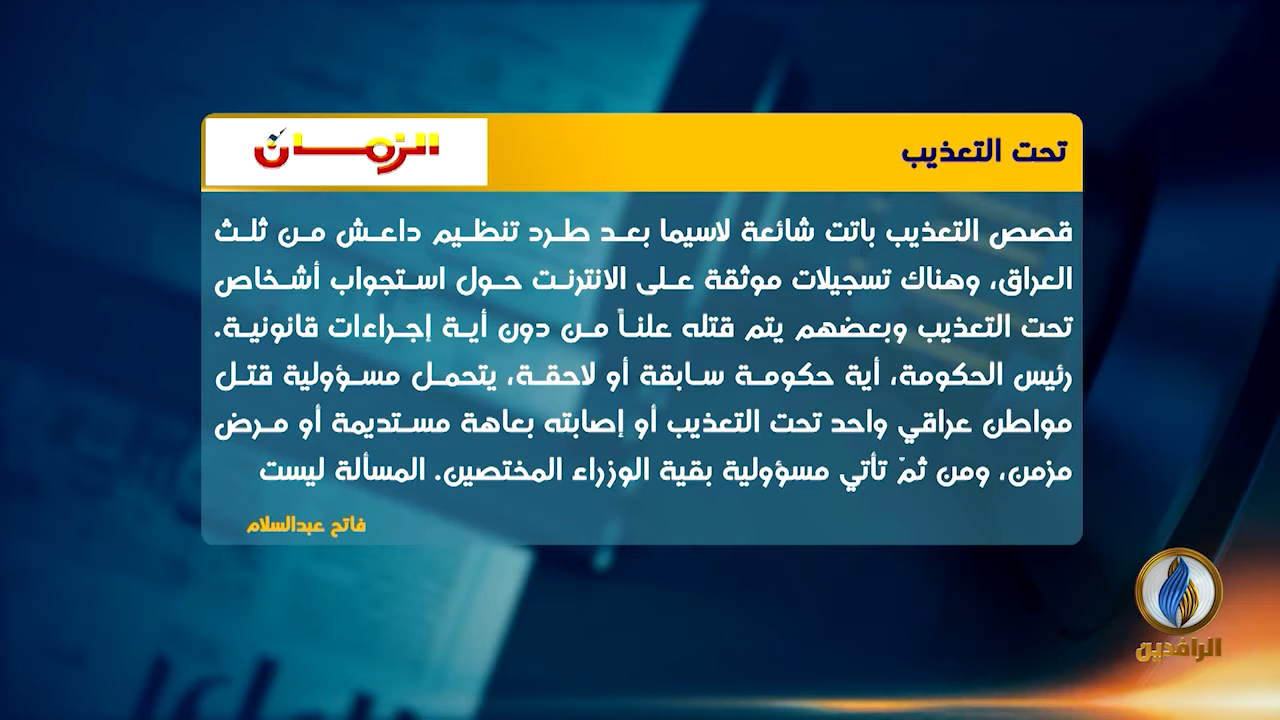 تحت التعذيب
الزمان
قصص التعذيب باتت شائعة لاسيما بعد طرد تنظيم داعش من ثلث
العراق، وهناك تسجيلات موثقة على الانترنت حول استجواب أشخاص
تحت التعذيب وبعضهم يتم قتله علناً من دون أية إجراءات قانونية.
رئيس الحكومة، أية حكومة سابقة أو لاحقة، يتحمل مسؤولية قتل
مواطن عراقي واحد تحت التعذيب أو إصابته بعاهة مستديمة أو مرض
مزمن، ومن ثمّ تأتي مسؤولية بقية الوزراء المختصين. المسألة ليست
فاتح عبدالسلام
الرافدين